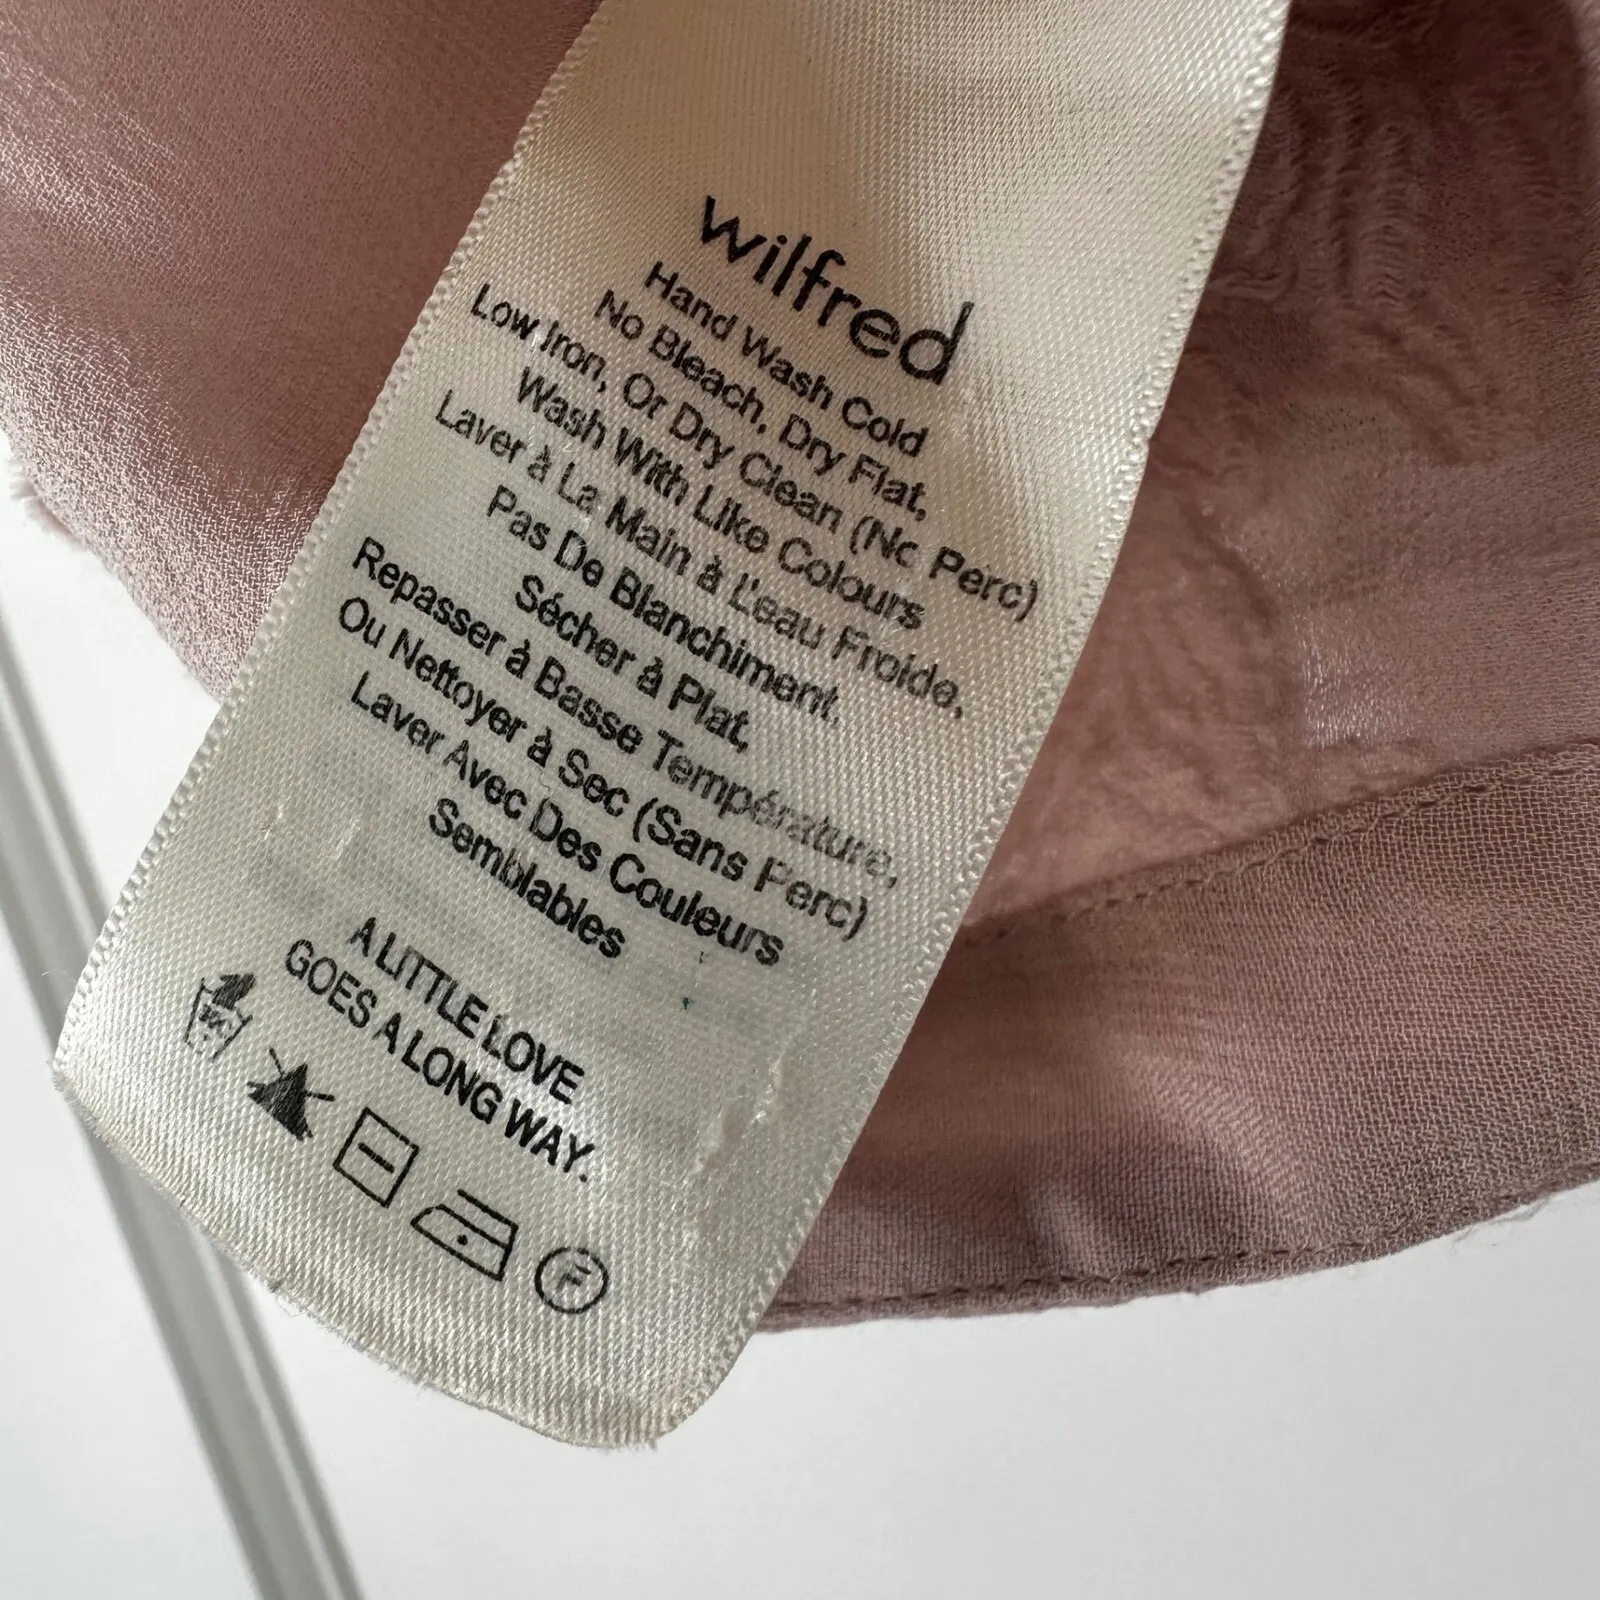 wilfred
Hand Wash Cold
No Bleach, Dry Flat,
Low Iron, Or Dry Clean (No Perc)
Wash With Like Colours
Laver à La Main à L'eau Froide,
Pas De Blanchiment,
Sécher à Plat,
Repasser à Basse Température,
Ou Nettoyer à Sec (Sans Perc)
Laver Avec Des Couleurs
Semblables
A LITTLE LOVE
GOES A LONG WAY.
F